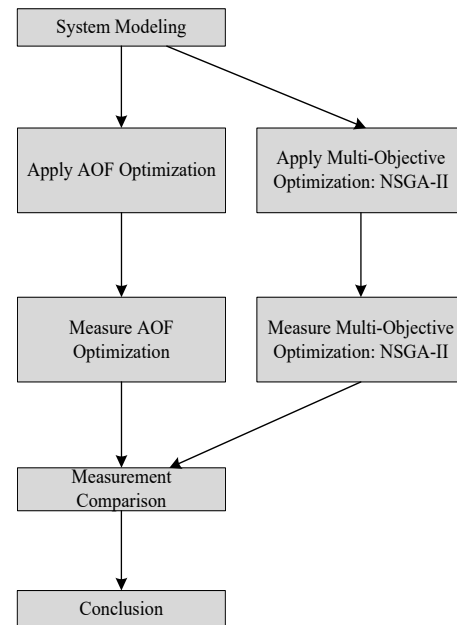 System Modeling
Apply AOF Optimization
Apply Multi-Objective
Optimization: NSGA-II
Measure AOF
Optimization
Measure Multi-Objective
Optimization: NSGA-II
Measurement
Comparison
Conclusion